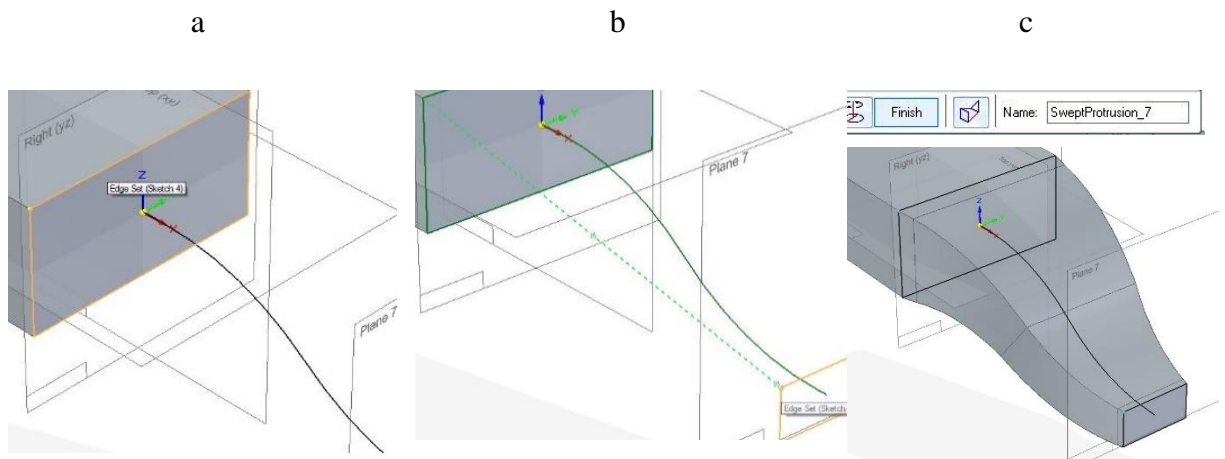 a
b
c
Right (yz)
Z
Edge Set (Sketch 4)
X
Plane 7
X
Plane 7
Edge Set (Sketch
Finish
Name:
SweptProtrusion_7
Right (yz)
Z
X
Plane 7